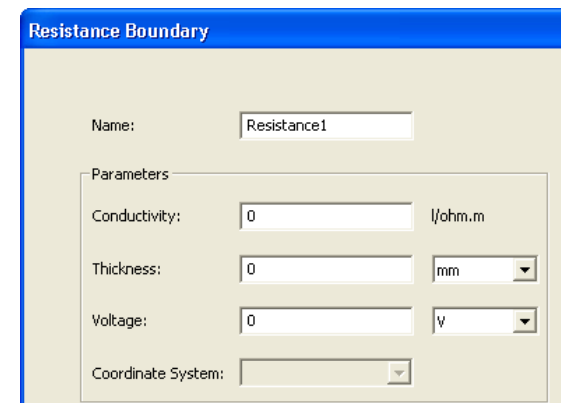 Resistance Boundary
Name: Resistance1
Parameters
Conductivity: 0 l/ohm.m
Thickness: 0 mm
Voltage: 0 V
Coordinate System: